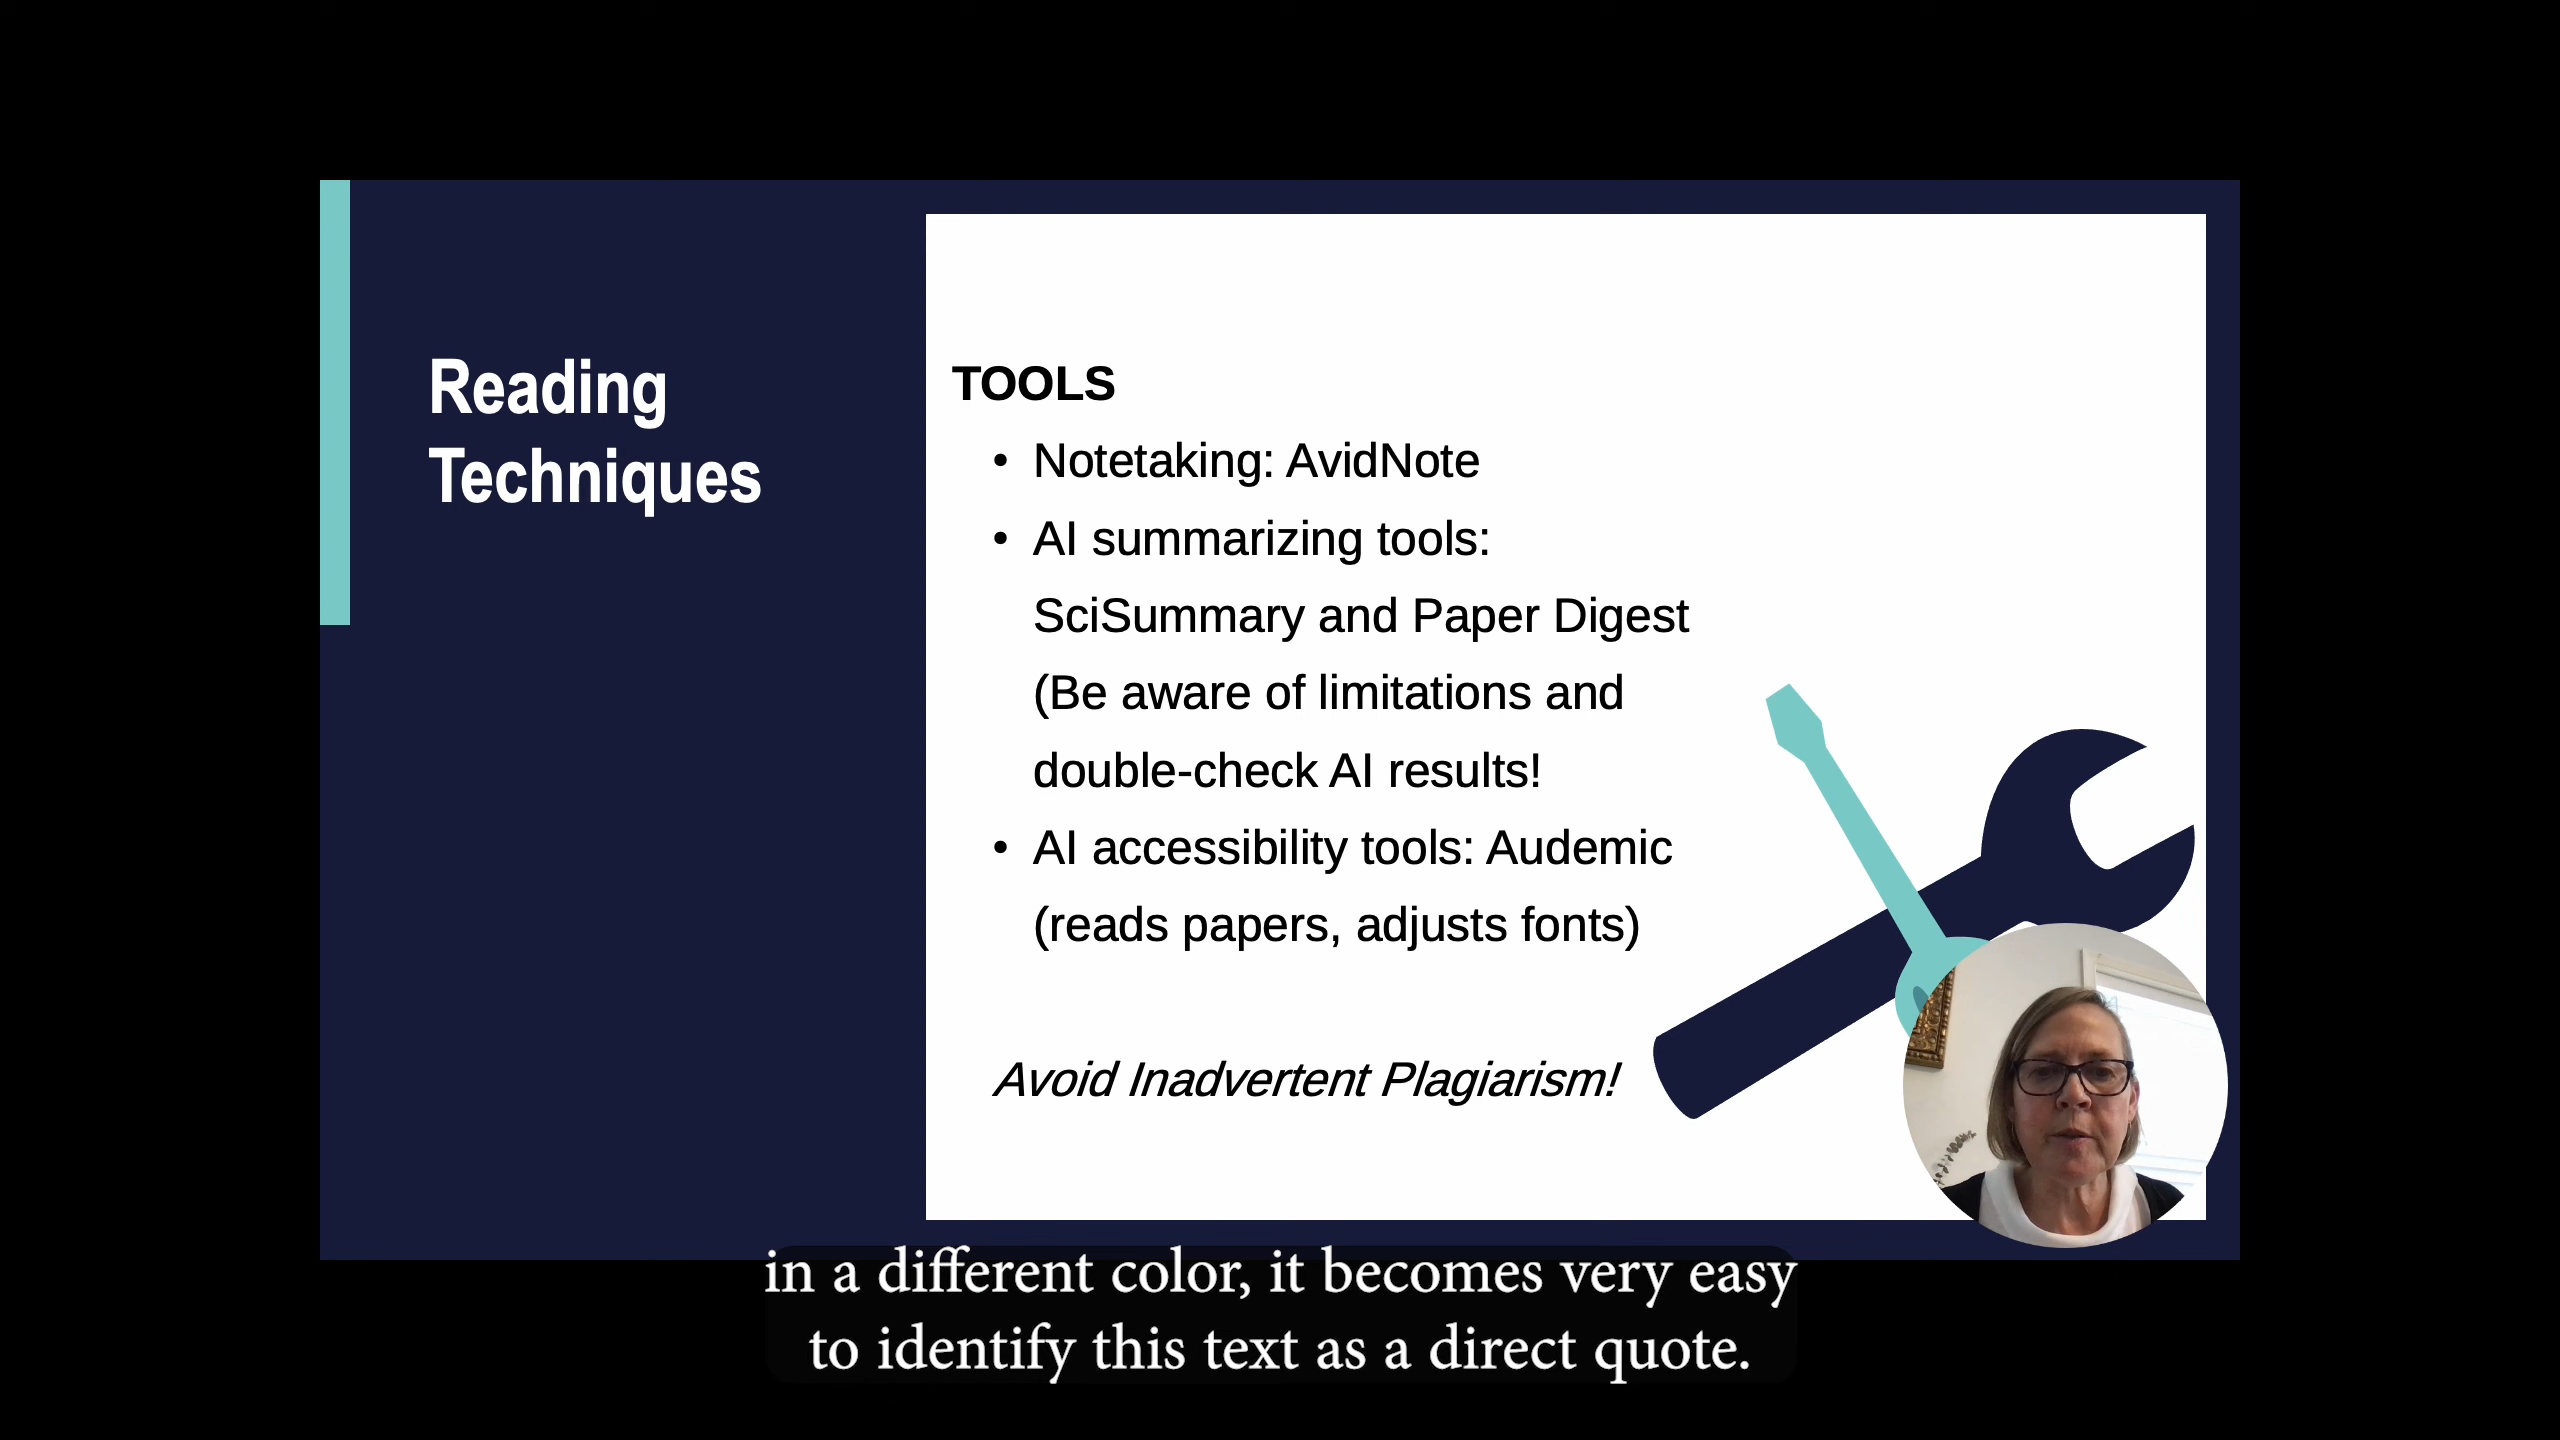 Reading
Techniques
TOOLS
• Notetaking: AvidNote
• AI summarizing tools:
SciSummary and Paper Digest
(Be aware of limitations and
double-check AI results!
• AI accessibility tools: Audemic
(reads papers, adjusts fonts)
Avoid Inadvertent Plagiarism!
in a different color, it becomes very easy
to identify this text as a direct quote.